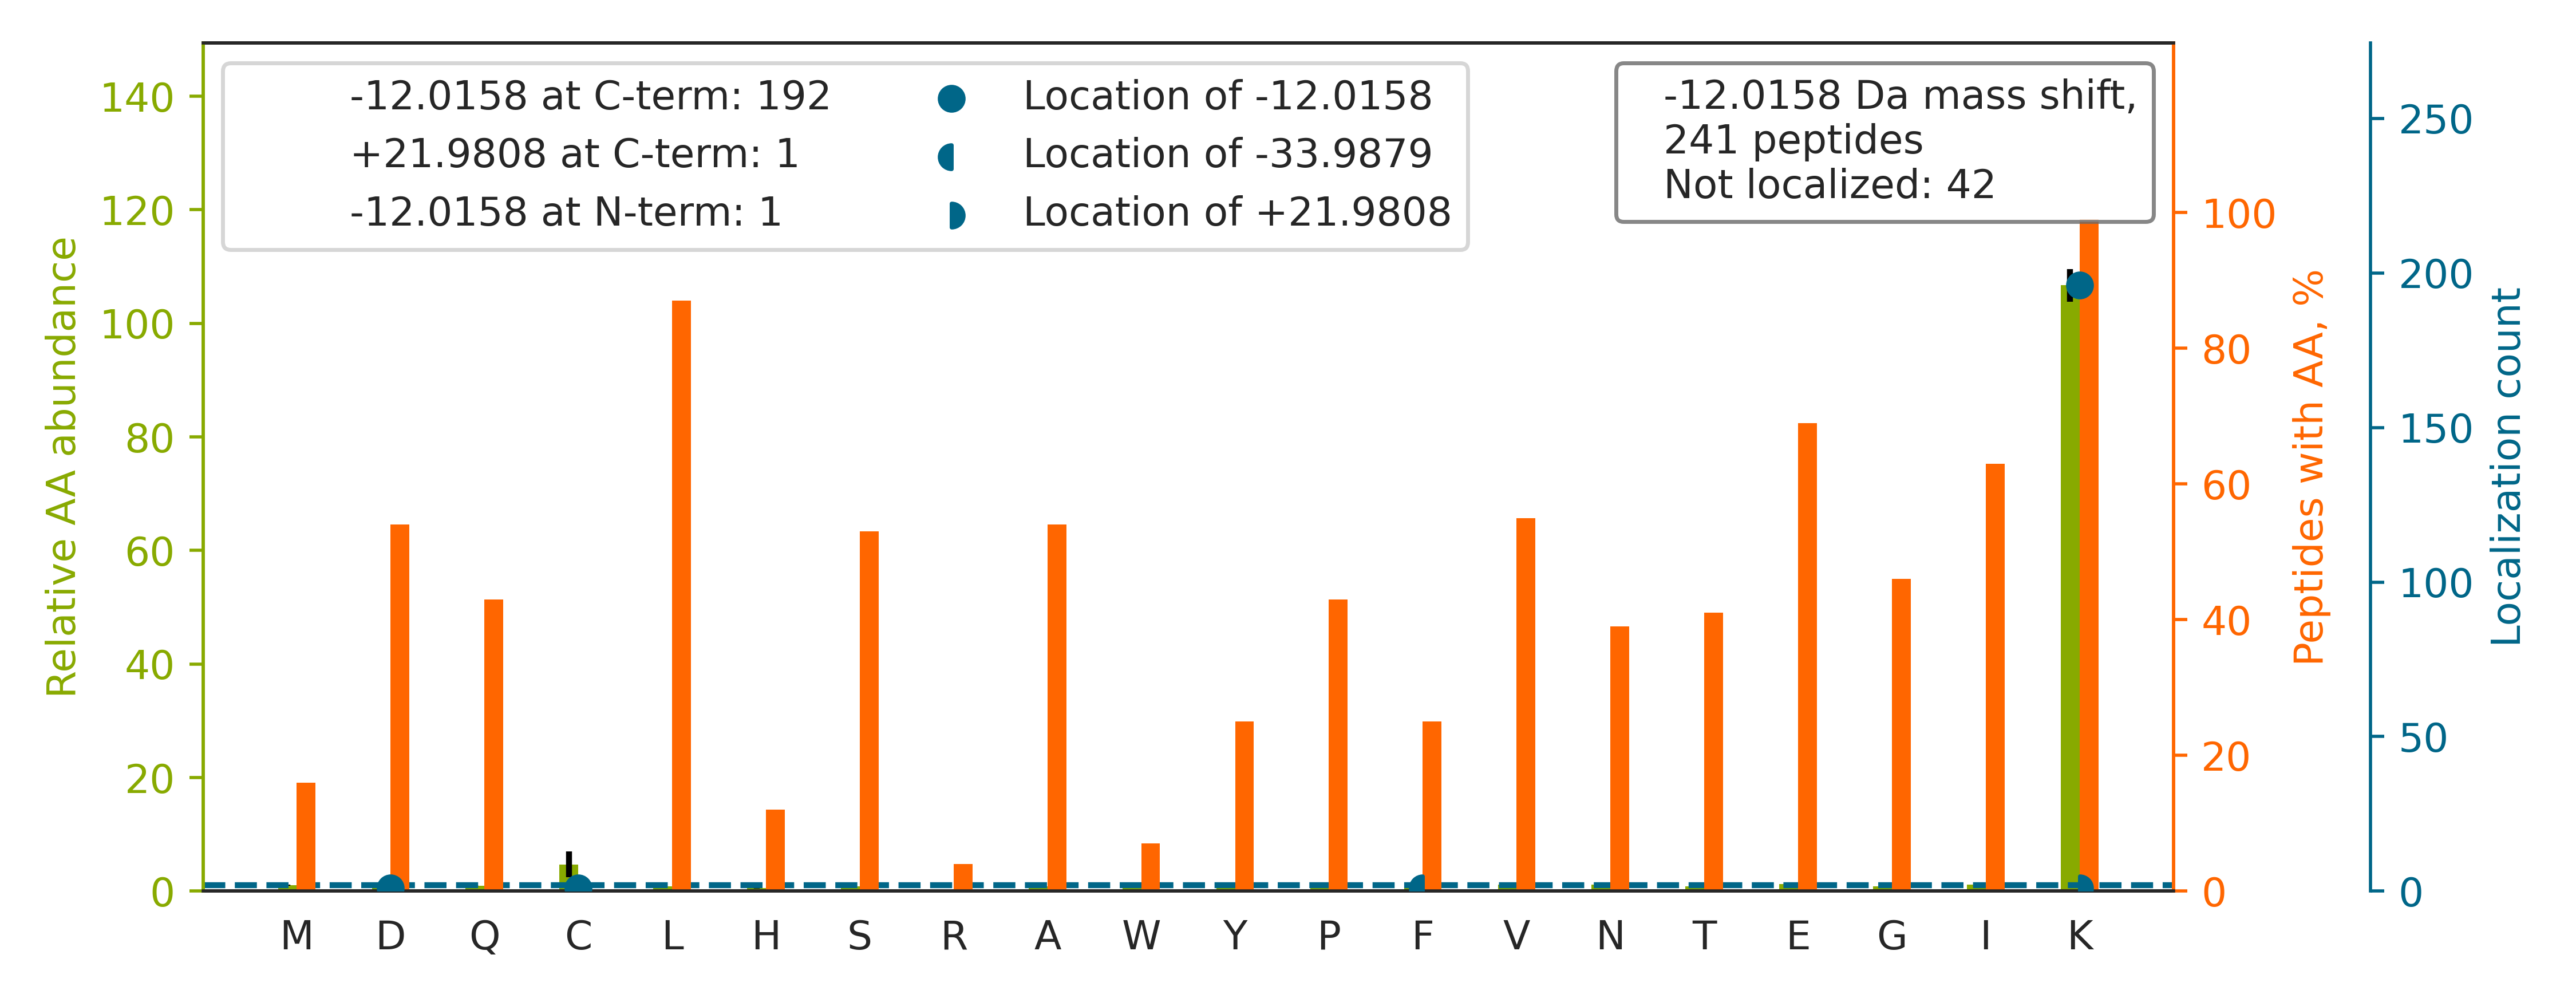 -12.0158 at C-term: 192
+21.9808 at C-term: 1
-12.0158 at N-term: 1
Location of -12.0158
Location of -33.9879
Location of +21.9808
-12.0158 Da mass shift,
241 peptides
Not localized: 42
Relative AA abundance
140
120
100
80
60
40
20
0
M D Q C L H S R A W Y P F V N T E G I K
100
80
60
40
20
0
Peptides with AA, %
250
200
150
100
50
0
Localization count